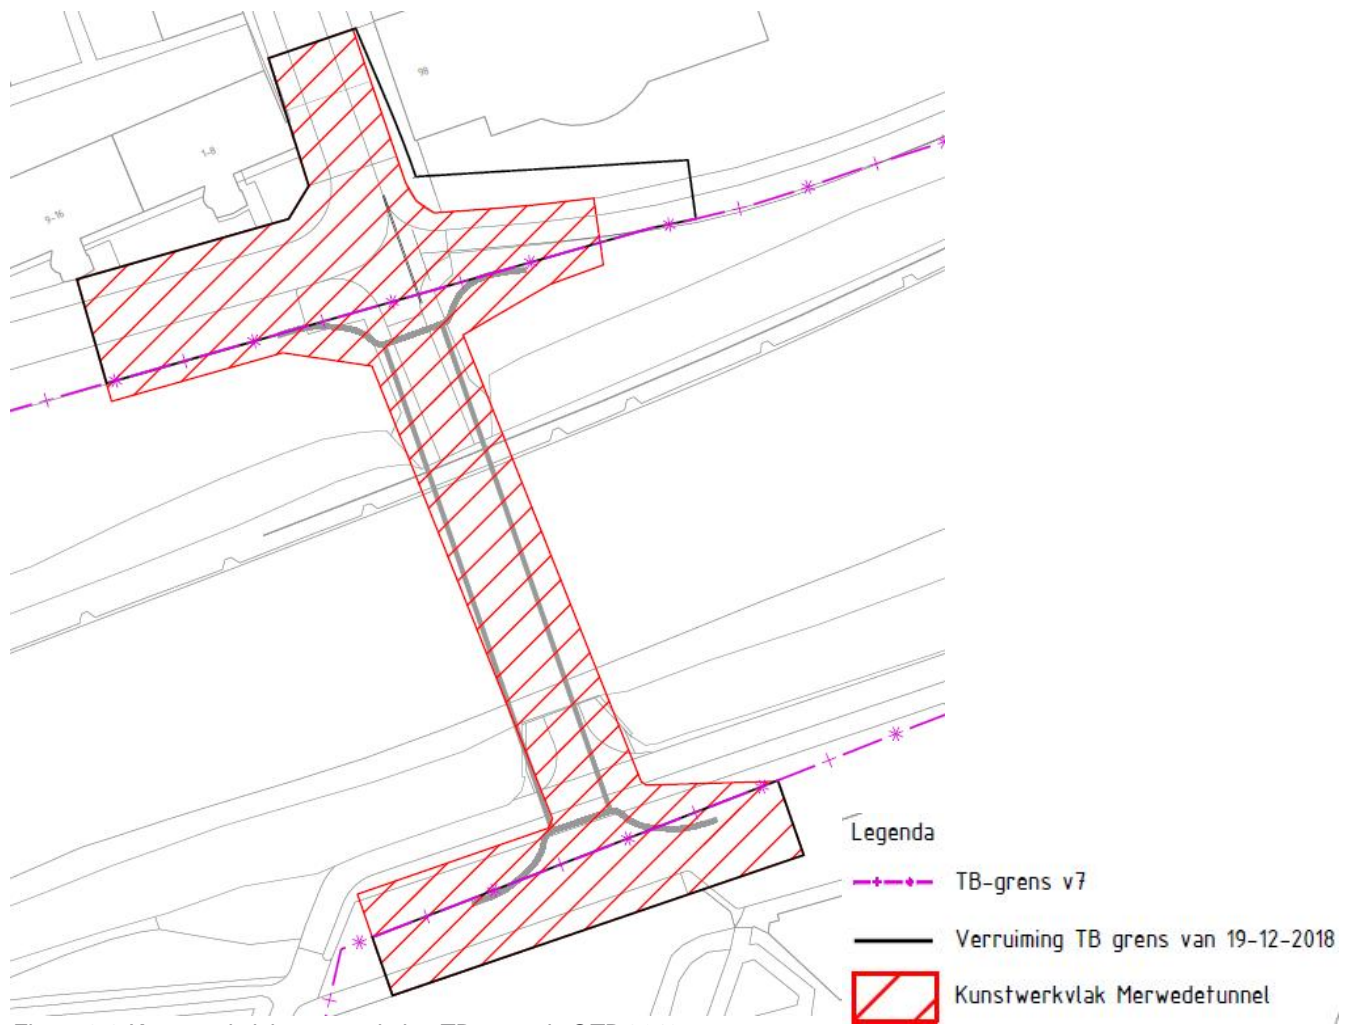 98
1-8
9-16
Legenda
TB-grens v7
Verruiming TB grens van 19-12-2018
Kunstwerkvlak Merwedetunnel